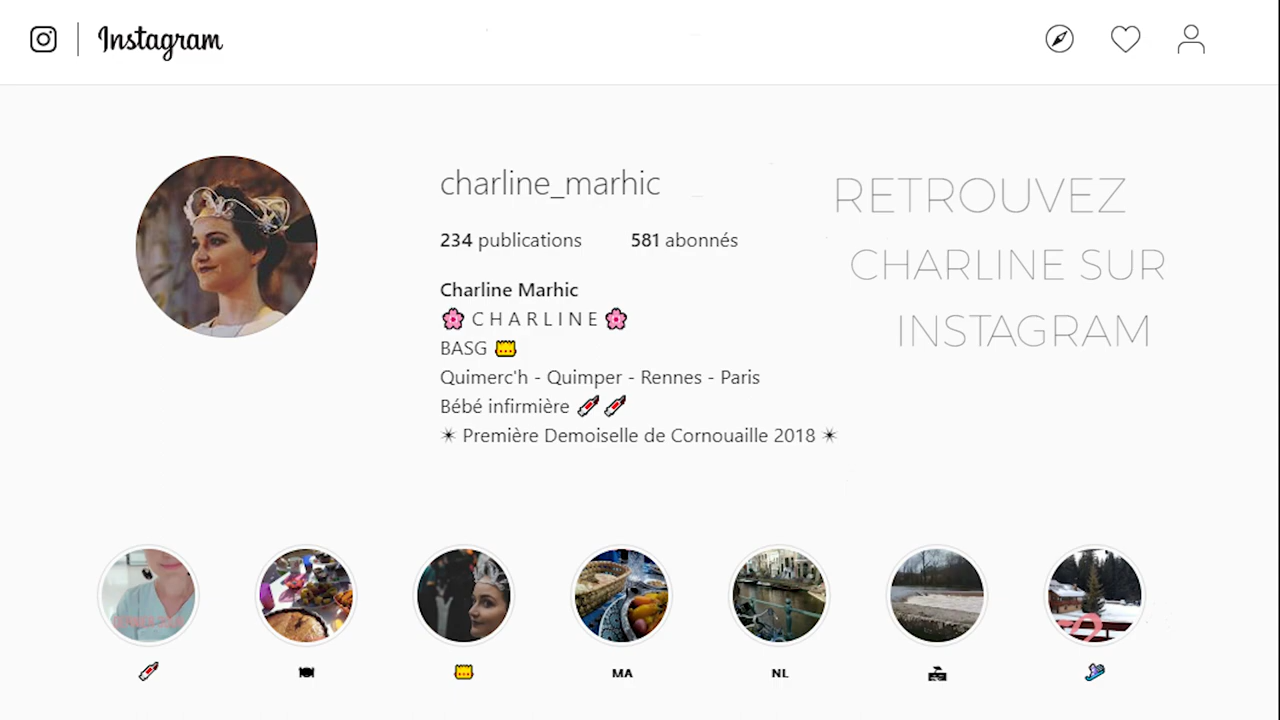 Instagram
charline_marhic
234 publications 581 abonnés
Charline Marhic
🌸 C H A R L I N E 🌸
BASG
Quimerc'h - Quimper - Rennes - Paris
Bébé infirmière 💉 💉
✴ Première Demoiselle de Cornouaille 2018 ✴
RETROUVEZ
CHARLINE SUR
INSTAGRAM
MA NL